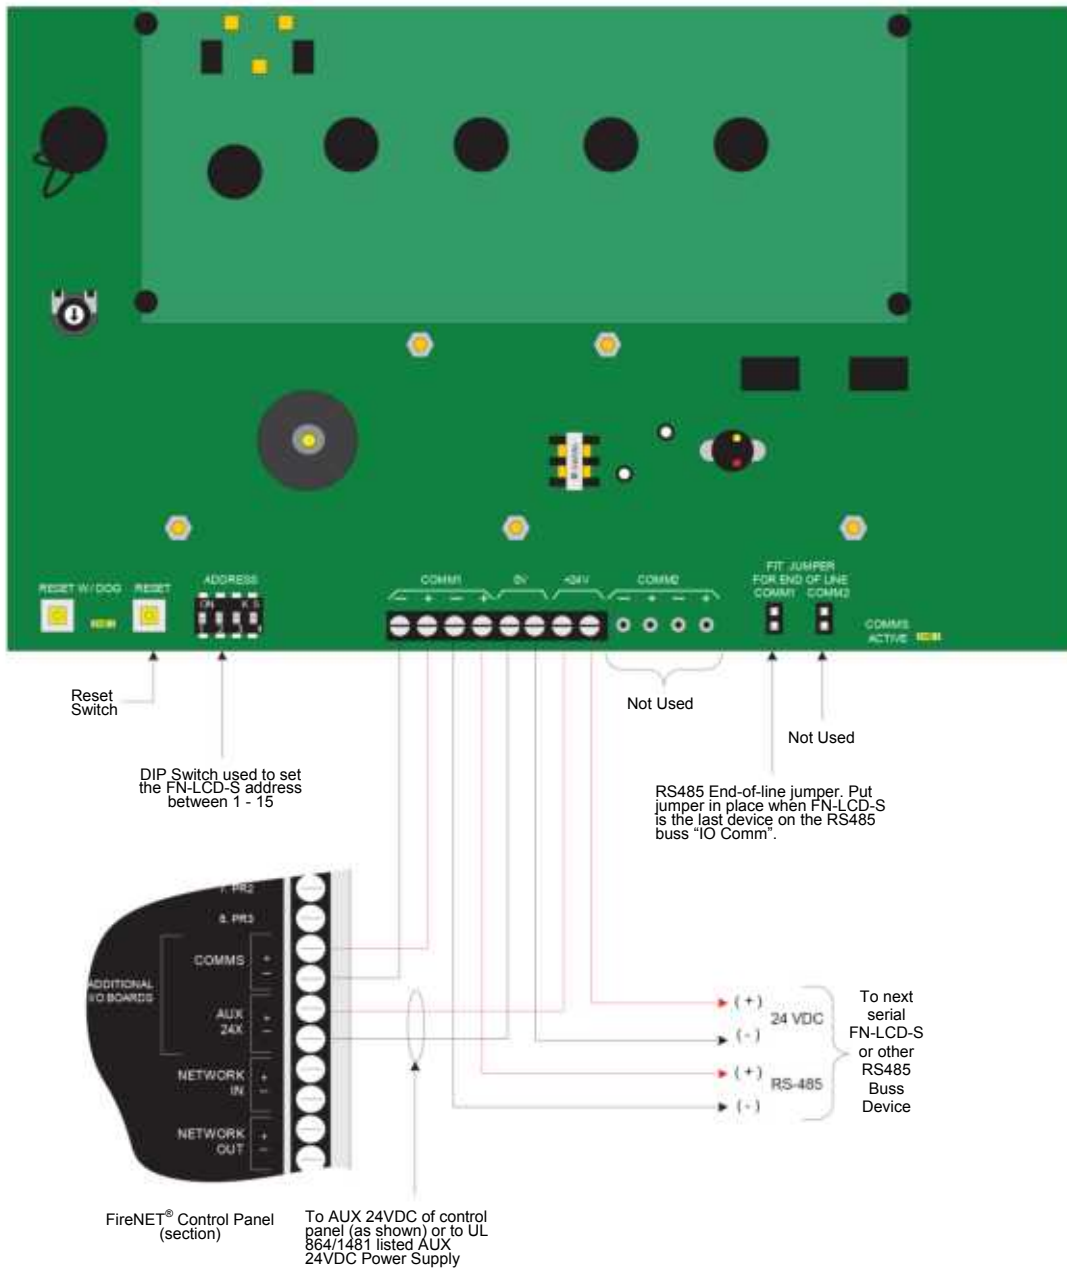 RESET W/ DOG
RESET
ADDRESS
ON
K S
COMM1
0V
+24V
COMM2
− + − +
− + − +
FIT JUMPER
FOR END OF LINE
COMM1 COMM2
COMMS
ACTIVE
Reset
Switch
DIP Switch used to set
the FN-LCD-S address
between 1 - 15
Not Used
Not Used
RS485 End-of-line jumper. Put
jumper in place when FN-LCD-S
is the last device on the RS485
buss “IO Comm”.
7. PR2
8. PR3
COMMS + −
ADDITIONAL
I/O BOARDS
AUX
24X
+ −
NETWORK
IN
+ −
NETWORK
OUT
+ −
(+)
24 VDC
(-)
(+)
RS-485
(-)
To next
serial
FN-LCD-S
or other
RS485
Buss
Device
FireNET® Control Panel
(section)
To AUX 24VDC of control
panel (as shown) or to UL
864/1481 listed AUX
24VDC Power Supply